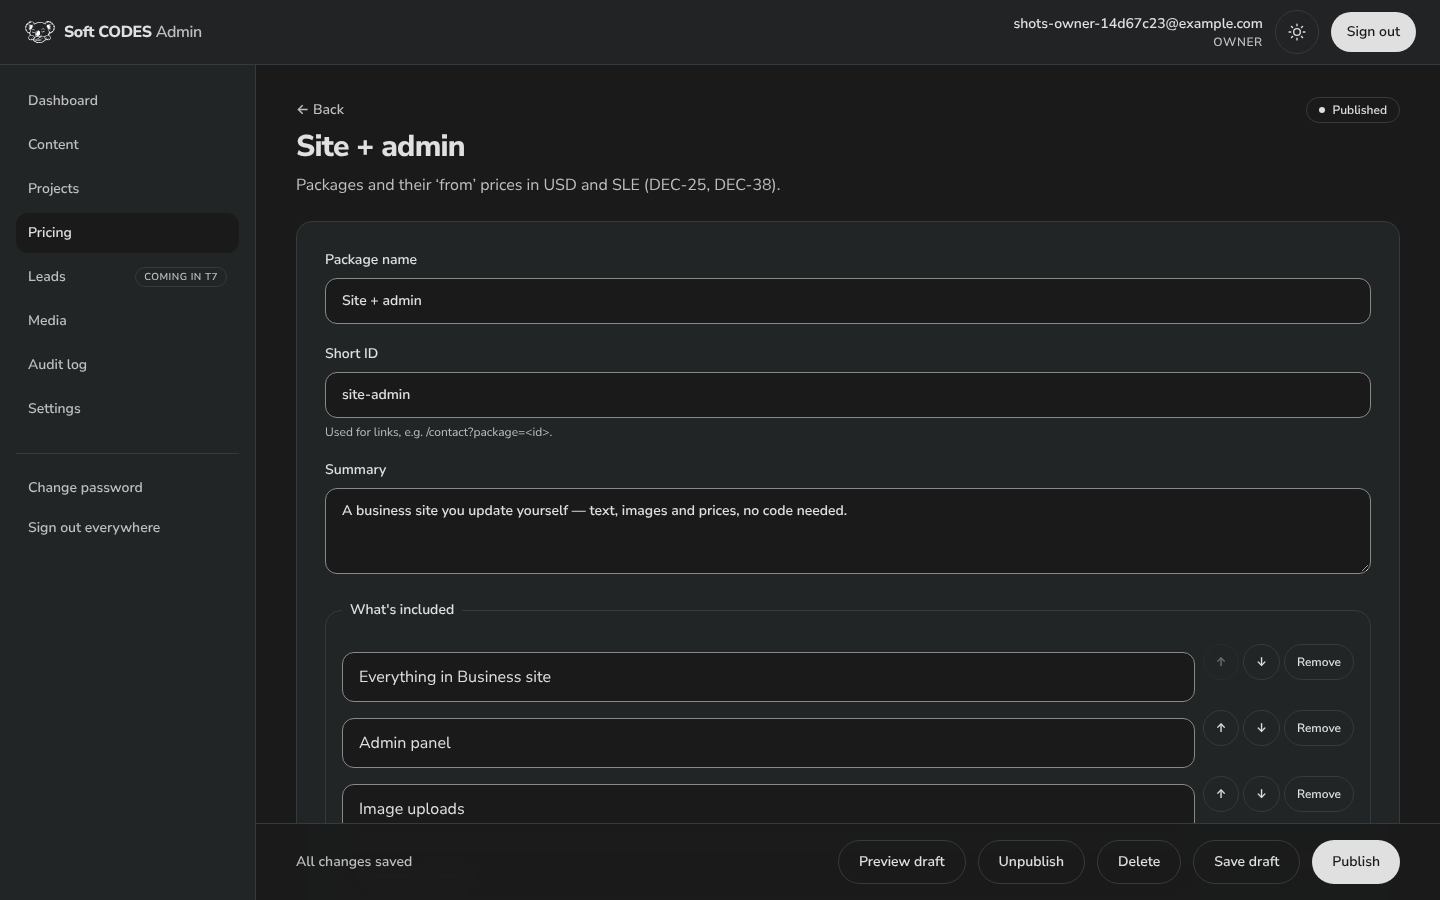 Soft CODES Admin
shots-owner-14d67c23@example.com
OWNER
Sign out
Dashboard
Content
Projects
Pricing
Leads
COMING IN T7
Media
Audit log
Settings
Change password
Sign out everywhere
← Back
Published
Site + admin
Packages and their ‘from’ prices in USD and SLE (DEC-25, DEC-38).
Package name
Site + admin
Short ID
site-admin
Used for links, e.g. /contact?package=<id>.
Summary
A business site you update yourself — text, images and prices, no code needed.
What's included
Everything in Business site
↑ ↓ Remove
Admin panel
↑ ↓ Remove
Image uploads
↑ ↓ Remove
All changes saved
Preview draft
Unpublish
Delete
Save draft
Publish